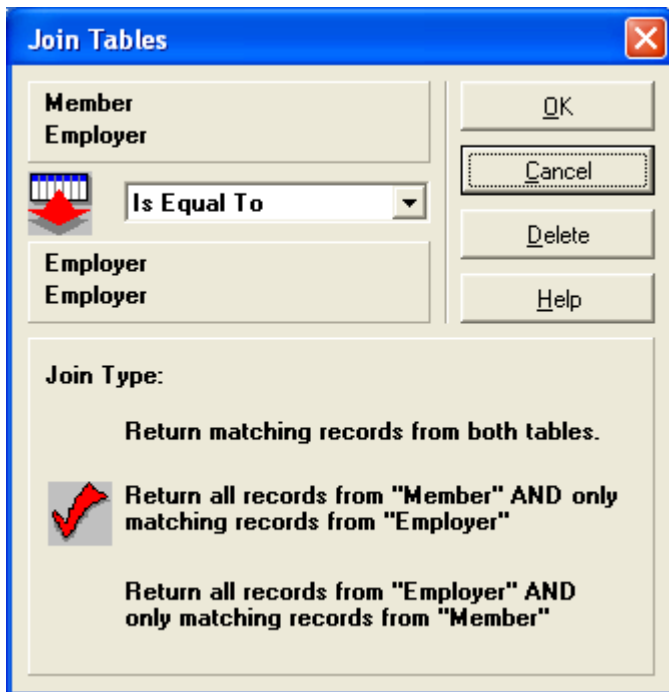 Join Tables
Member
Employer
Is Equal To
Employer
Employer
OK
Cancel
Delete
Help
Join Type:
Return matching records from both tables.
Return all records from "Member" AND only
matching records from "Employer"
Return all records from "Employer" AND
only matching records from "Member"